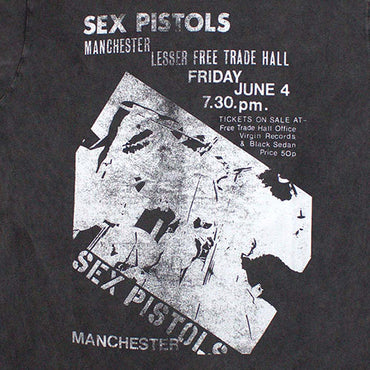 SEX PISTOLS
MANCHESTER
LESSER FREE TRADE HALL
FRIDAY
JUNE 4
7.30.pm.
TICKETS ON SALE AT-
Free Trade Hall Office
Virgin Records
& Black Sedan
Price 50p
SEX PISTOLS
MANCHESTER